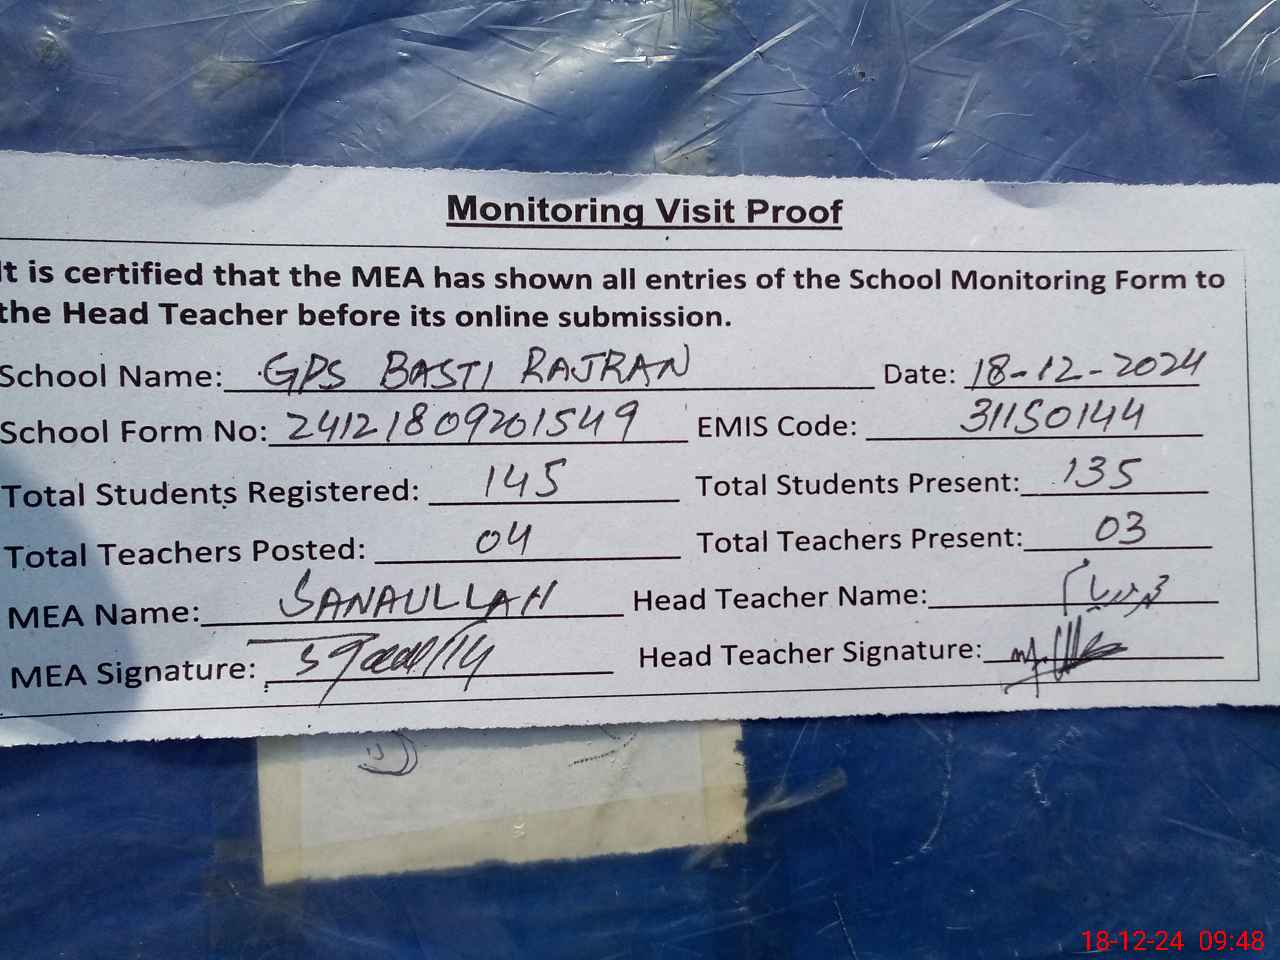 Monitoring Visit Proof
It is certified that the MEA has shown all entries of the School Monitoring Form to
the Head Teacher before its online submission.
School Name: GPS BASTI RAJRAN Date: 18-12-2024
School Form No: 24121809201549 EMIS Code: 31150144
Total Students Registered: 145 Total Students Present: 135
Total Teachers Posted: 04 Total Teachers Present: 03
MEA Name: SANAULLAH Head Teacher Name:
MEA Signature: Head Teacher Signature:
18-12-24 09:48